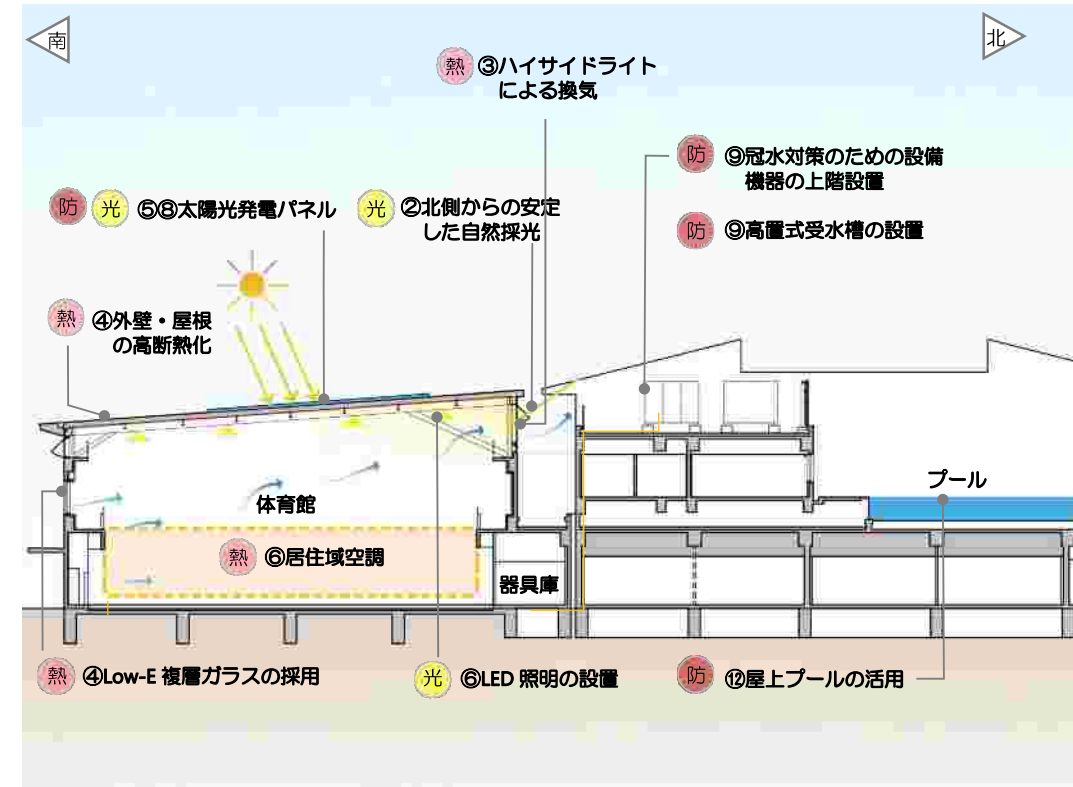 南
北
熱 ③ハイサイドライト
による換気
防 ⑨冠水対策のための設備
機器の上階設置
防 光 ⑤⑧太陽光発電パネル
光 ②北側からの安定
した自然採光
防 ⑨高置式受水槽の設置
熱 ④外壁・屋根
の高断熱化
プール
体育館
熱 ⑥居住域空調
器具庫
熱 ④Low-E 複層ガラスの採用
光 ⑥LED 照明の設置
防 ⑫屋上プールの活用